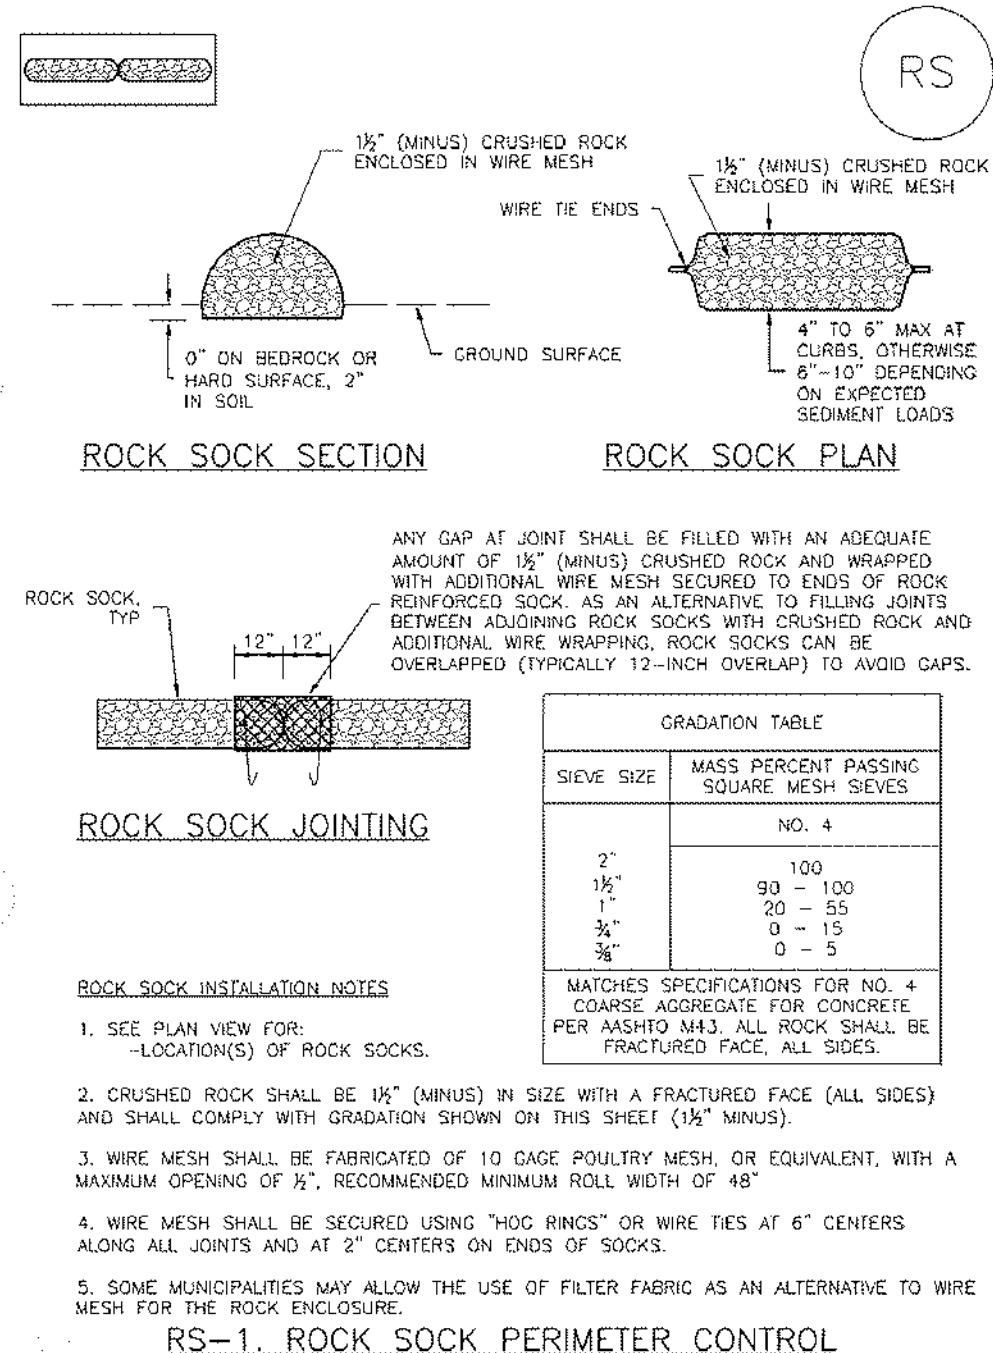 RS
1½" (MINUS) CRUSHED ROCK
ENCLOSED IN WIRE MESH
0" ON BEDROCK OR
HARD SURFACE, 2"
IN SOIL
GROUND SURFACE
ROCK SOCK SECTION
1½" (MINUS) CRUSHED ROCK
ENCLOSED IN WIRE MESH
WIRE TIE ENDS
4" TO 6" MAX AT
CURBS, OTHERWISE
6"-10" DEPENDING
ON EXPECTED
SEDIMENT LOADS
ROCK SOCK PLAN
ANY GAP AT JOINT SHALL BE FILLED WITH AN ADEQUATE
AMOUNT OF 1½" (MINUS) CRUSHED ROCK AND WRAPPED
WITH ADDITIONAL WIRE MESH SECURED TO ENDS OF ROCK
REINFORCED SOCK. AS AN ALTERNATIVE TO FILLING JOINTS
BETWEEN ADJOINING ROCK SOCKS WITH CRUSHED ROCK AND
ADDITIONAL WIRE WRAPPING, ROCK SOCKS CAN BE
OVERLAPPED (TYPICALLY 12-INCH OVERLAP) TO AVOID GAPS.
ROCK SOCK,
TYP
12" 12"
ROCK SOCK JOINTING
GRADATION TABLE
SIEVE SIZE
MASS PERCENT PASSING
SQUARE MESH SIEVES
NO. 4
2" 100
1½" 90 - 100
1" 20 - 55
¾" 0 - 15
⅜" 0 - 5
MATCHES SPECIFICATIONS FOR NO. 4
COARSE AGGREGATE FOR CONCRETE
PER AASHTO M43. ALL ROCK SHALL BE
FRACTURED FACE, ALL SIDES.
ROCK SOCK INSTALLATION NOTES
1. SEE PLAN VIEW FOR:
-LOCATION(S) OF ROCK SOCKS.
2. CRUSHED ROCK SHALL BE 1½" (MINUS) IN SIZE WITH A FRACTURED FACE (ALL SIDES)
AND SHALL COMPLY WITH GRADATION SHOWN ON THIS SHEET (1½" MINUS).
3. WIRE MESH SHALL BE FABRICATED OF 10 GAGE POULTRY MESH, OR EQUIVALENT, WITH A
MAXIMUM OPENING OF ½", RECOMMENDED MINIMUM ROLL WIDTH OF 48"
4. WIRE MESH SHALL BE SECURED USING "HOG RINGS" OR WIRE TIES AT 6" CENTERS
ALONG ALL JOINTS AND AT 2" CENTERS ON ENDS OF SOCKS.
5. SOME MUNICIPALITIES MAY ALLOW THE USE OF FILTER FABRIC AS AN ALTERNATIVE TO WIRE
MESH FOR THE ROCK ENCLOSURE.
RS-1. ROCK SOCK PERIMETER CONTROL